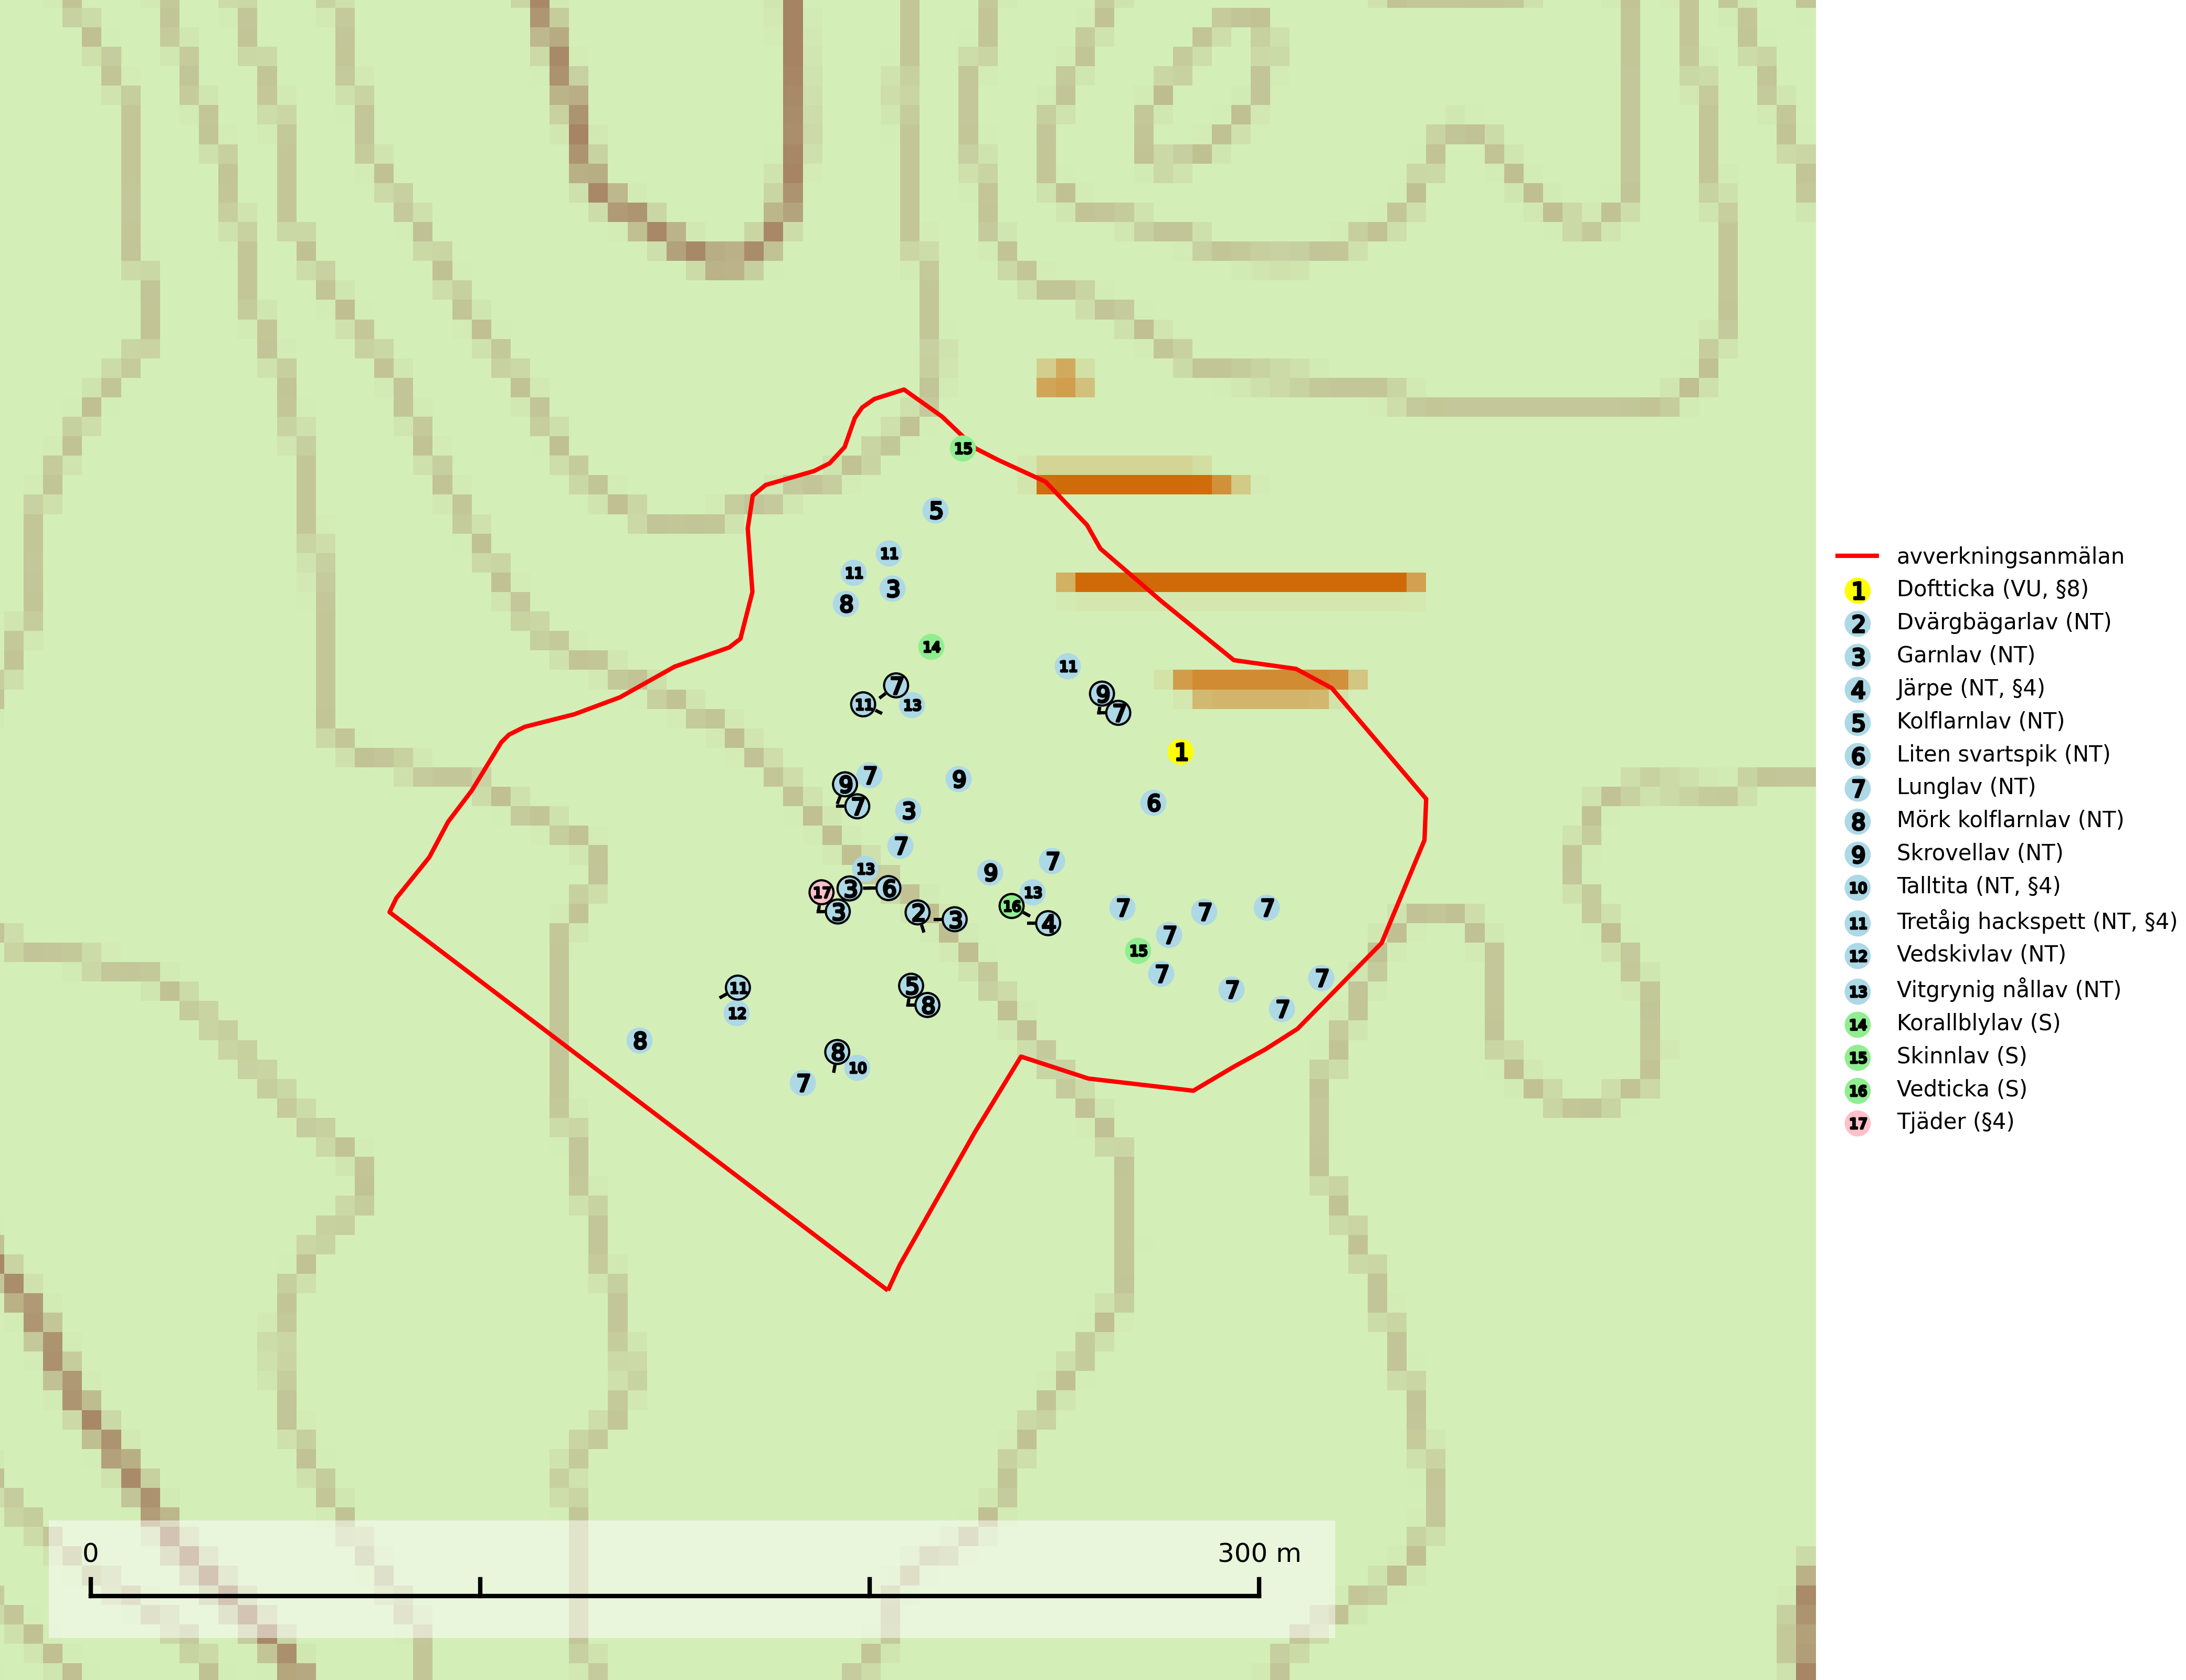 15
5
11
11
3
8
14
11
7
9
11
13
7
1
7
9
9
6
7
3
7
7
13
9
17
3
6
13
16
7
7
7
3
2
3
4
7
15
7
7
11
5
7
8
7
12
8
8
10
7
0
300 m
avverkningsanmälan
1 Doftticka (VU, §8)
2 Dvärgbägarlav (NT)
3 Garnlav (NT)
4 Järpe (NT, §4)
5 Kolflarnlav (NT)
6 Liten svartspik (NT)
7 Lunglav (NT)
8 Mörk kolflarnlav (NT)
9 Skrovellav (NT)
10 Talltita (NT, §4)
11 Tretåig hackspett (NT, §4)
12 Vedskivlav (NT)
13 Vitgrynig nållav (NT)
14 Korallblylav (S)
15 Skinnlav (S)
16 Vedticka (S)
17 Tjäder (§4)